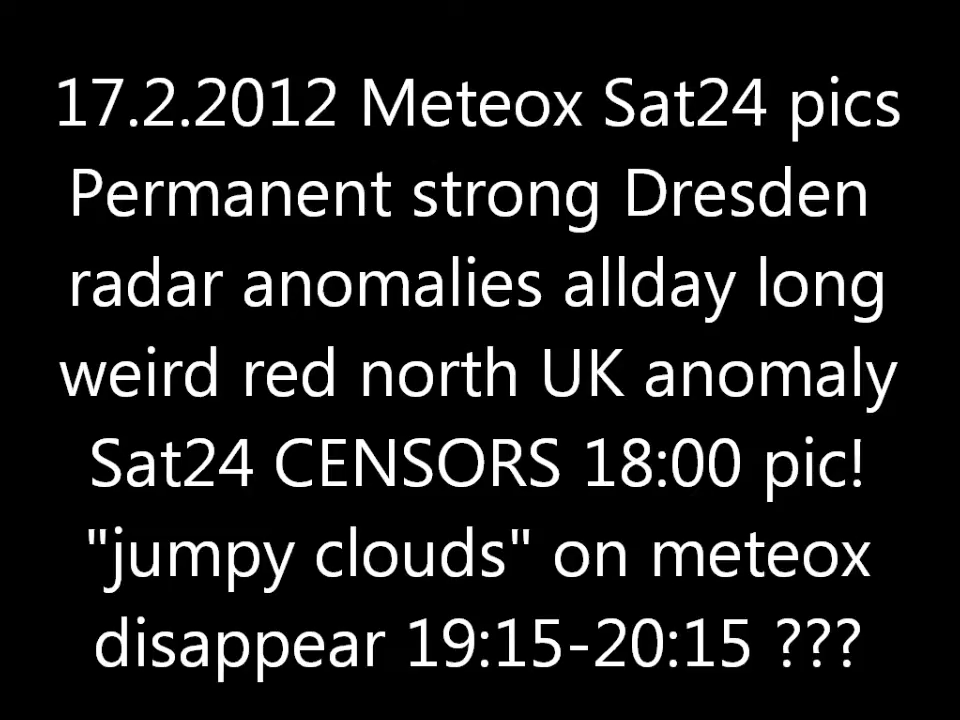 17.2.2012 Meteox Sat24 pics
Permanent strong Dresden
radar anomalies allday long
weird red north UK anomaly
Sat24 CENSORS 18:00 pic!
"jumpy clouds" on meteox
disappear 19:15-20:15 ???